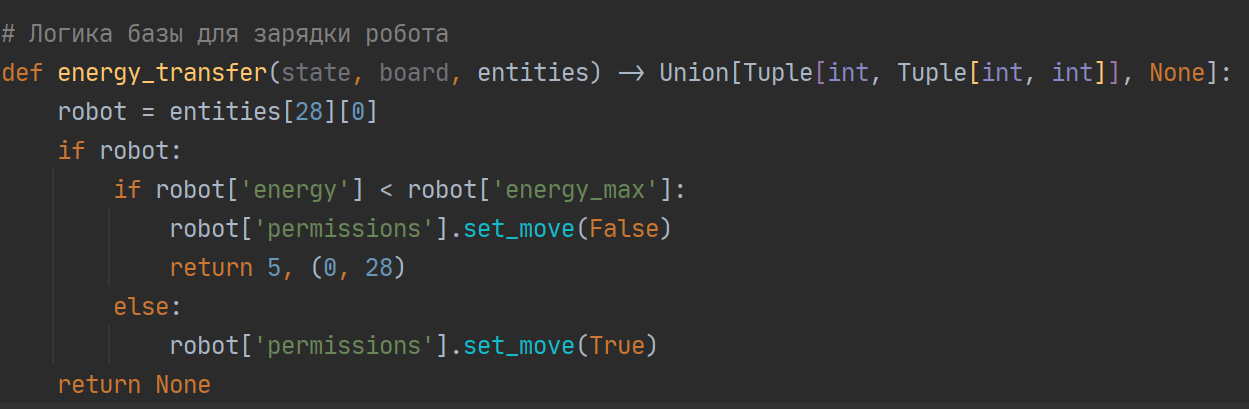 # Логика базы для зарядки робота
def energy_transfer(state, board, entities) -> Union[Tuple[int, Tuple[int, int]], None]:
    robot = entities[28][0]
    if robot:
        if robot['energy'] < robot['energy_max']:
            robot['permissions'].set_move(False)
            return 5, (0, 28)
        else:
            robot['permissions'].set_move(True)
    return None